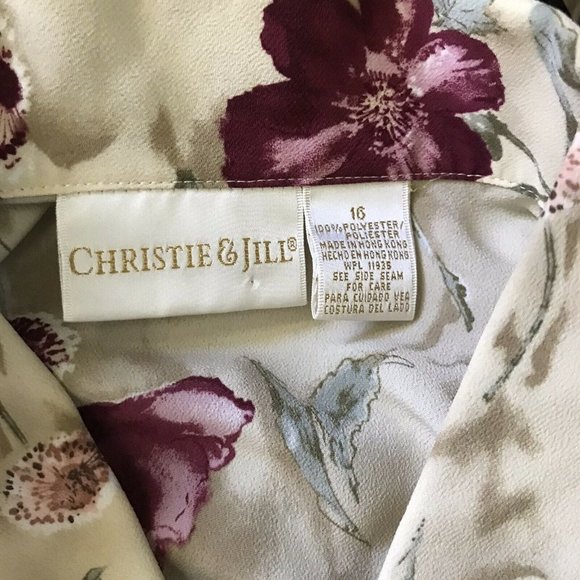 CHRISTIE & JILL®
16
100% POLYESTER/
POLIESTER
MADE IN HONG KONG
HECHO EN HONG KONG
WPL 11935
SEE SIDE SEAM
FOR CARE
PARA CUIDADO VEA
COSTURA DEL LADO